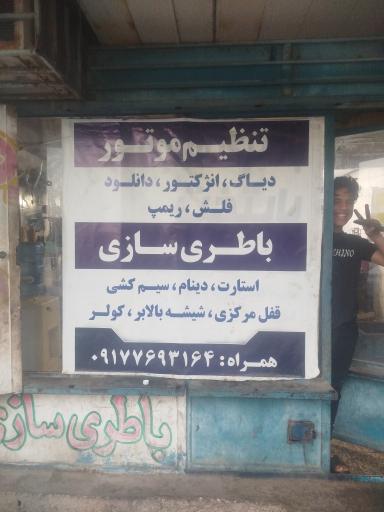 تنظیم موتور
دیاگ، انژکتور، دانلود
فلش، ریمپ
باطری سازی
استارت، دینام، سیم کشی
قفل مرکزی، شیشه بالابر، کولر
همراه: ۰۹۱۷۷۶۹۳۱۶۴
باطری سازی